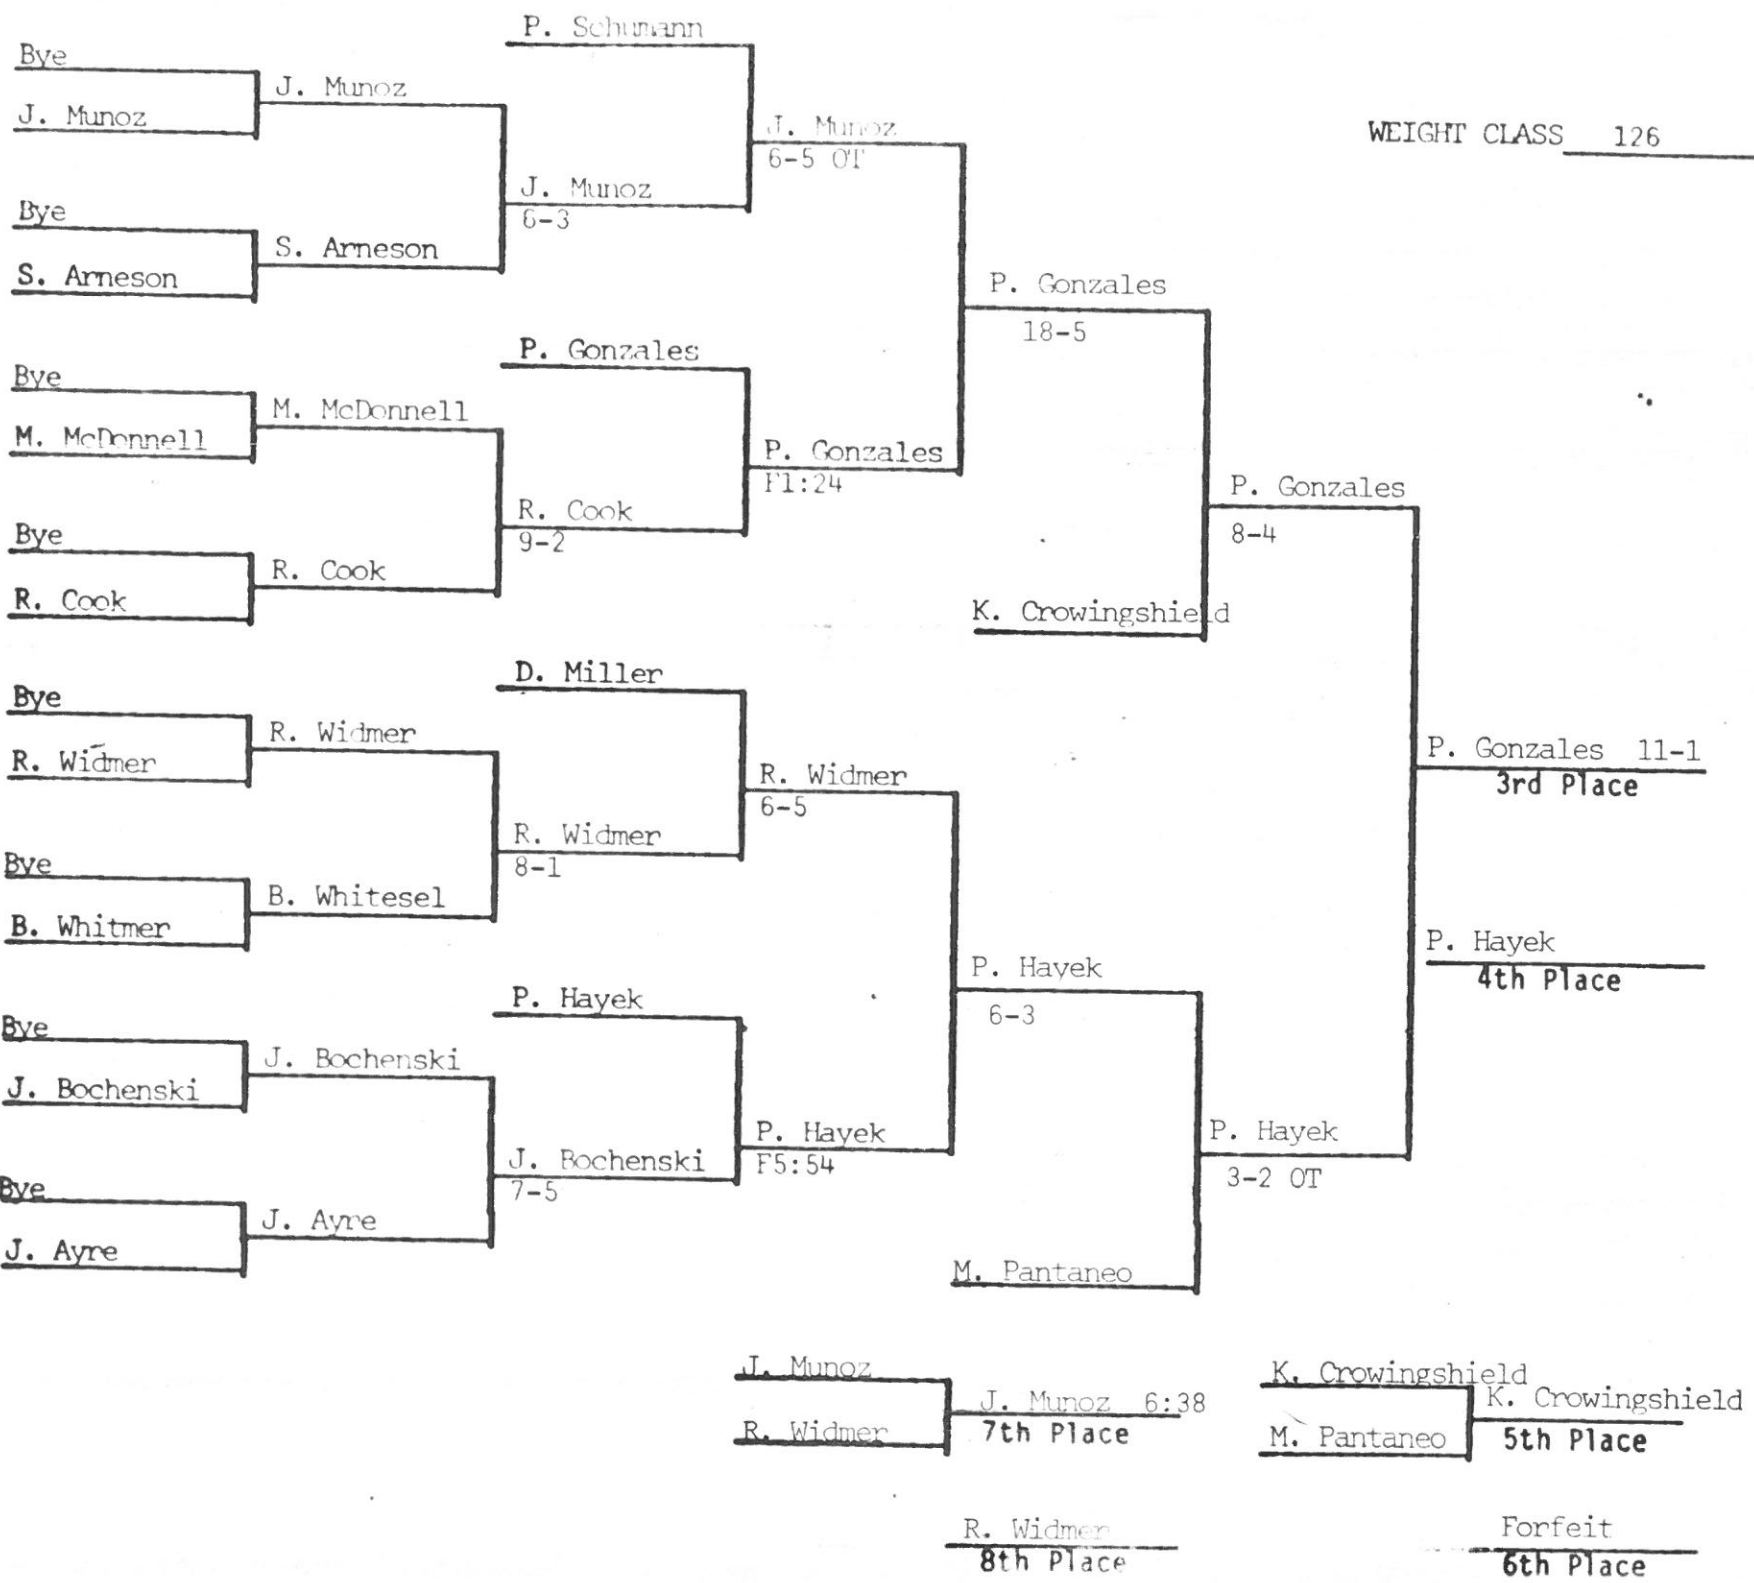 P. Schumann
Bye
J. Munoz
J. Munoz
J. Munoz
6-5 OT
WEIGHT CLASS 126
J. Munoz
6-3
Bye
S. Arneson
S. Arneson
P. Gonzales
18-5
P. Gonzales
Bye
M. McDonnell
M. McDonnell
P. Gonzales
F1:24
P. Gonzales
8-4
R. Cook
9-2
Bye
R. Cook
R. Cook
K. Crowingshield
D. Miller
Bye
R. Widmer
R. Widmer
R. Widmer
6-5
P. Gonzales 11-1
3rd Place
R. Widmer
8-1
Bye
B. Whitesel
B. Whitmer
P. Hayek
4th Place
P. Hayek
6-3
P. Hayek
Bye
J. Bochenski
J. Bochenski
P. Hayek
F5:54
P. Hayek
3-2 OT
J. Bochenski
7-5
Bye
J. Ayre
J. Ayre
M. Pantaneo
J. Munoz
R. Widmer
J. Munoz 6:38
7th Place
K. Crowingshield
M. Pantaneo
K. Crowingshield
5th Place
R. Widmer
8th Place
Forfeit
6th Place